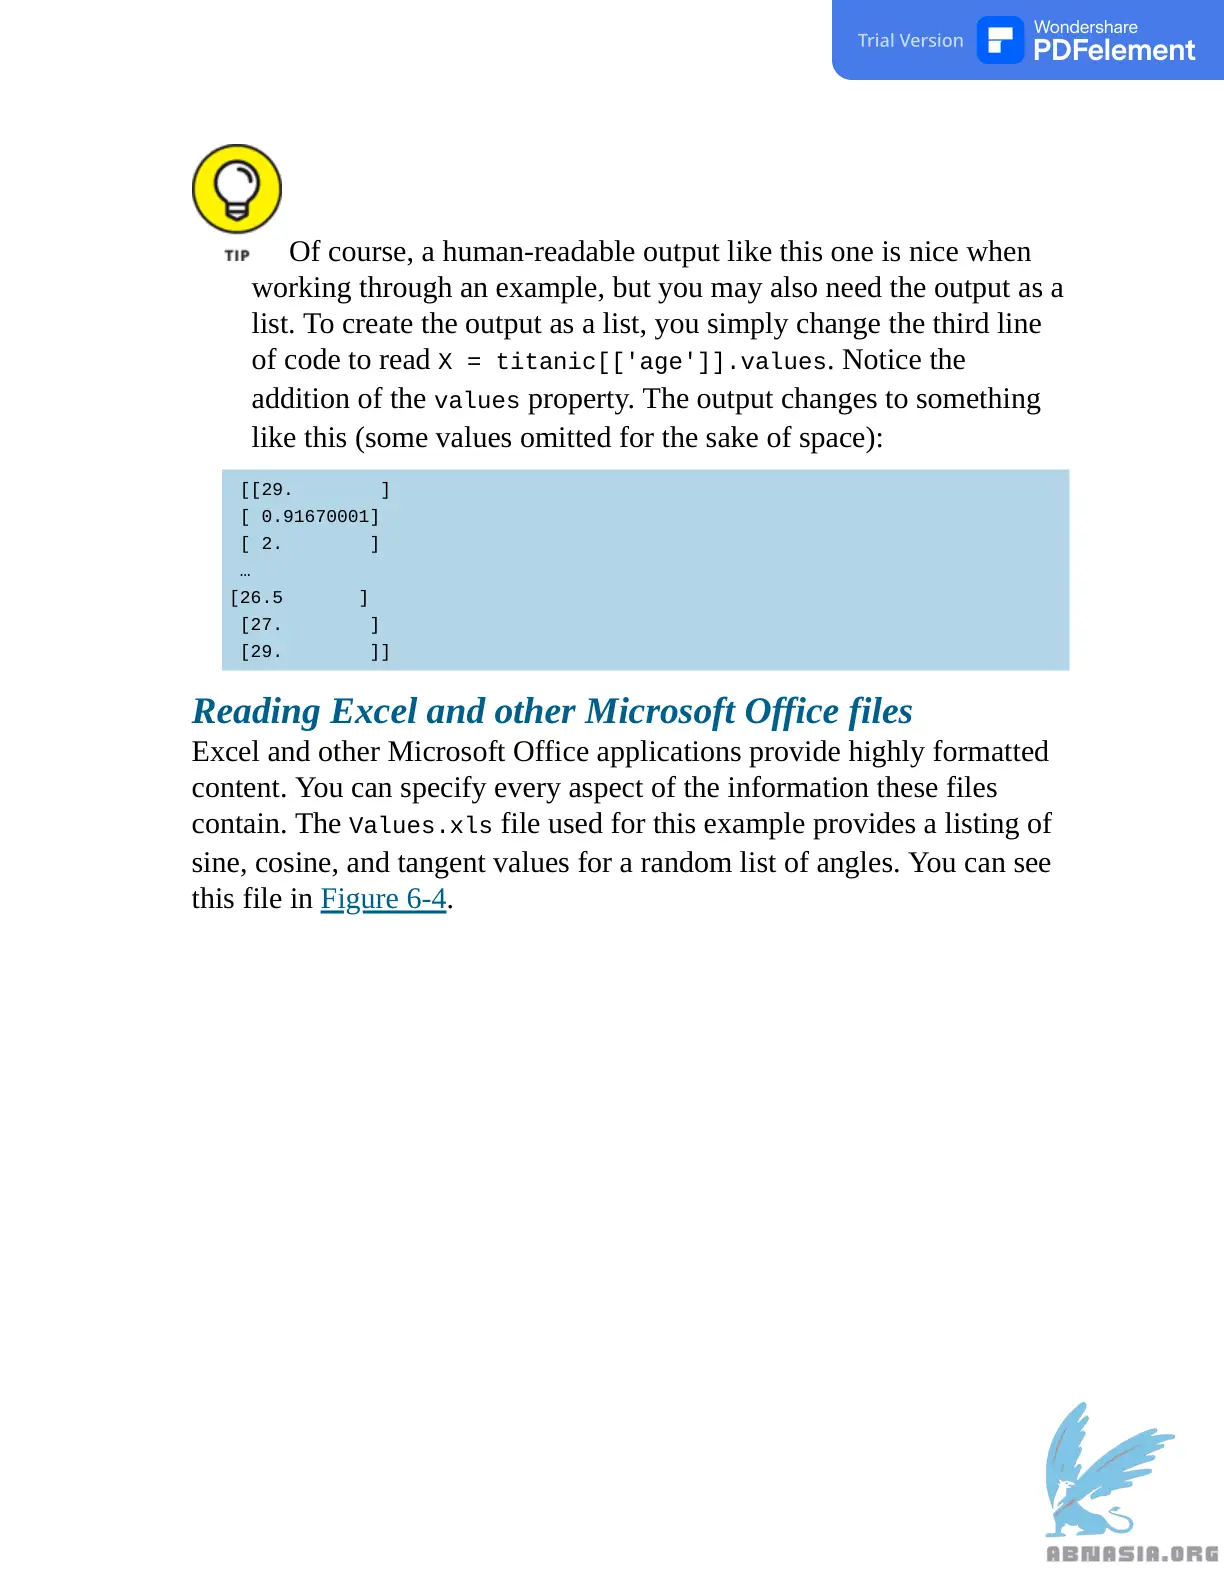 Trial Version
Wondershare
PDFelement
TIP
Of course, a human-readable output like this one is nice when
working through an example, but you may also need the output as a
list. To create the output as a list, you simply change the third line
of code to read X = titanic[['age']].values. Notice the
addition of the values property. The output changes to something
like this (some values omitted for the sake of space):
[[29.        ]
[ 0.91670001]
[ 2.        ]
…
[26.5       ]
[27.        ]
[29.        ]]
Reading Excel and other Microsoft Office files
Excel and other Microsoft Office applications provide highly formatted
content. You can specify every aspect of the information these files
contain. The Values.xls file used for this example provides a listing of
sine, cosine, and tangent values for a random list of angles. You can see
this file in Figure 6-4.
ABNASIA.ORG